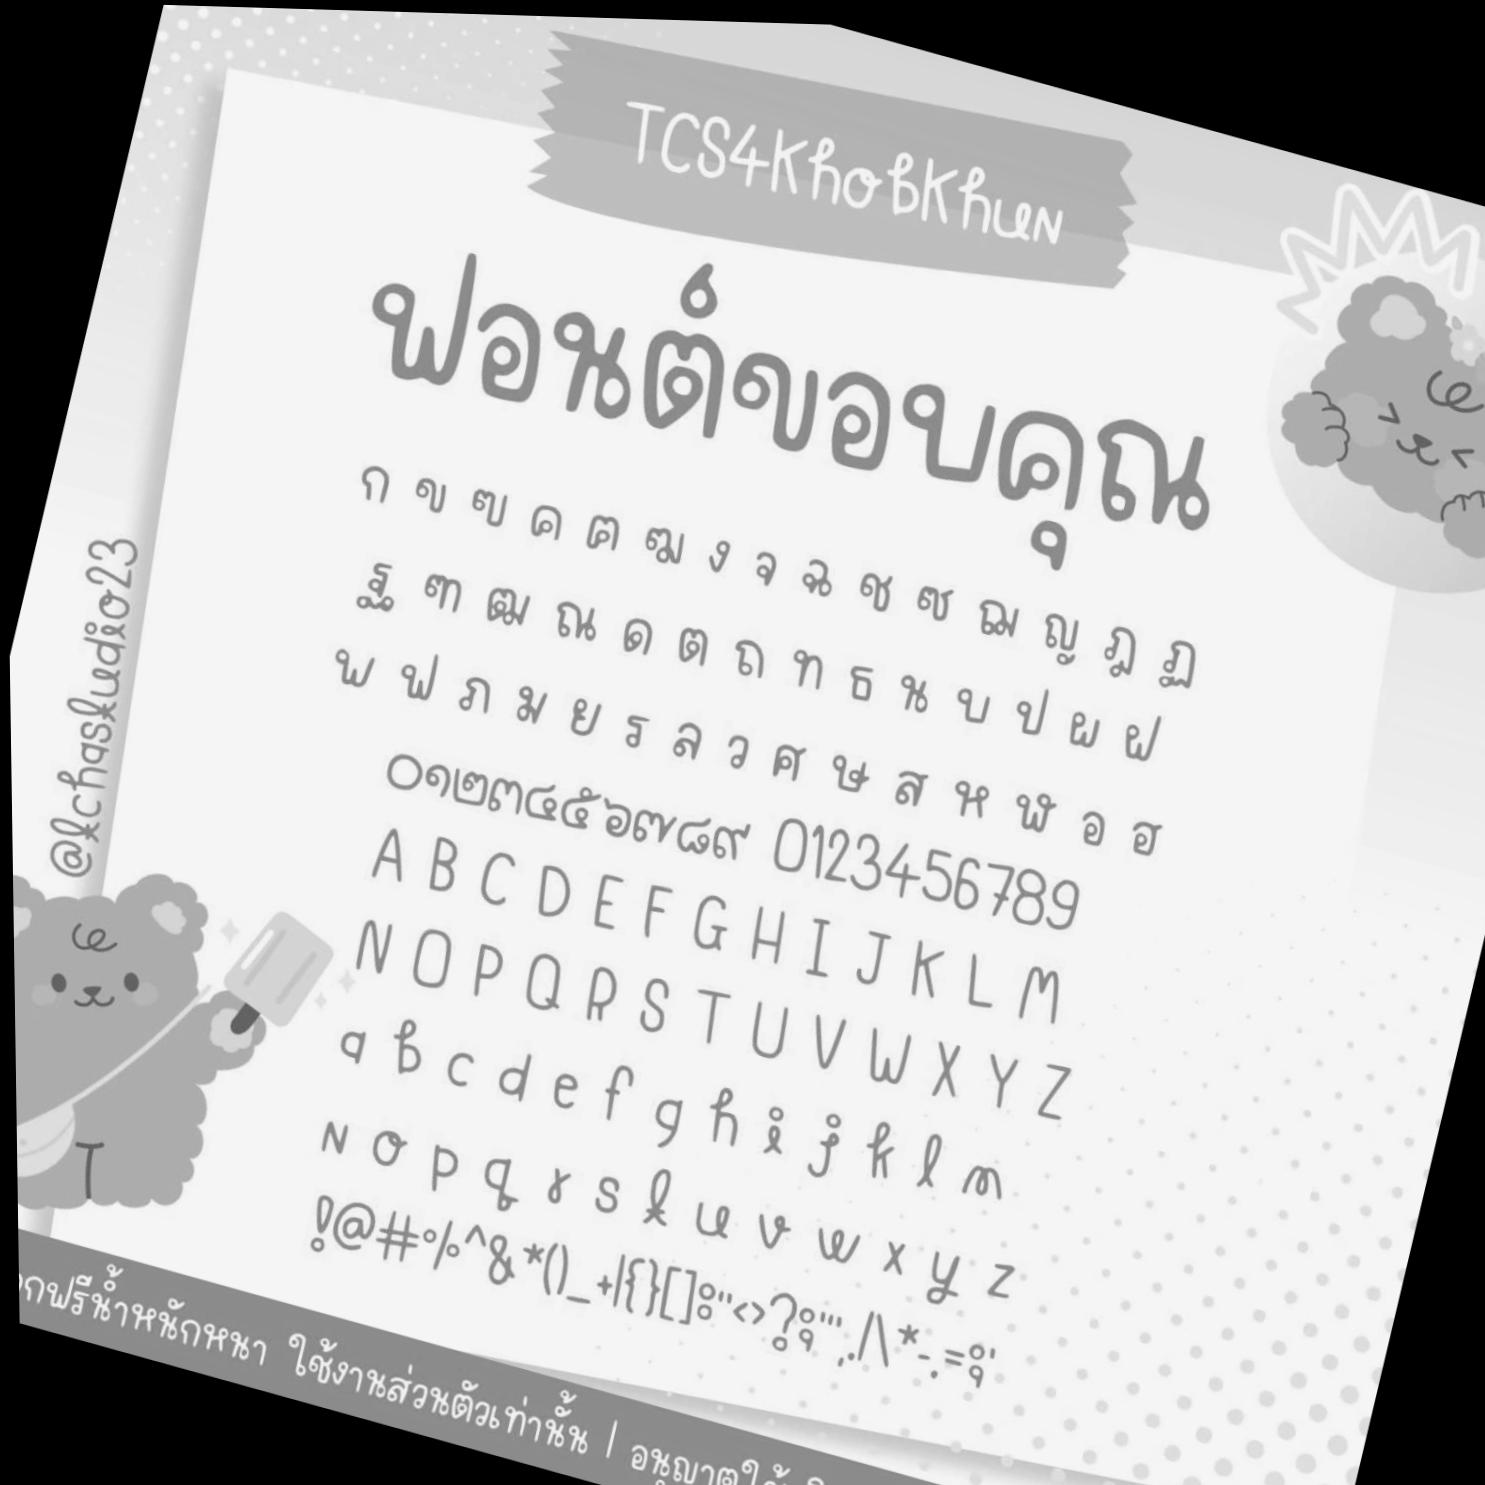 TCS4KhobKhun
ฟอนต์ขอบคุณ
ก ข ฃ ค ฅ ฆ ง จ ฉ ช ซ ฌ ญ ฎ ฏ
ฐ ฑ ฒ ณ ด ต ถ ท ธ น บ ป ผ ฝ
พ ฟ ภ ม ย ร ล ว ศ ษ ส ห ฬ อ ฮ
๐๑๒๓๔๕๖๗๘๙ 0123456789
A B C D E F G H I J K L M
N O P Q R S T U V W X Y Z
a b c d e f g h i j k l m
n o p q r s t u v w x y z
!@#%^&*()_+|{}[]:"<>?;'",./\*-.=;'
@tchastudio23
แจกฟรีน้ำหนักหนา ใช้งานส่วนตัวเท่านั้น | อนุญาตใช้